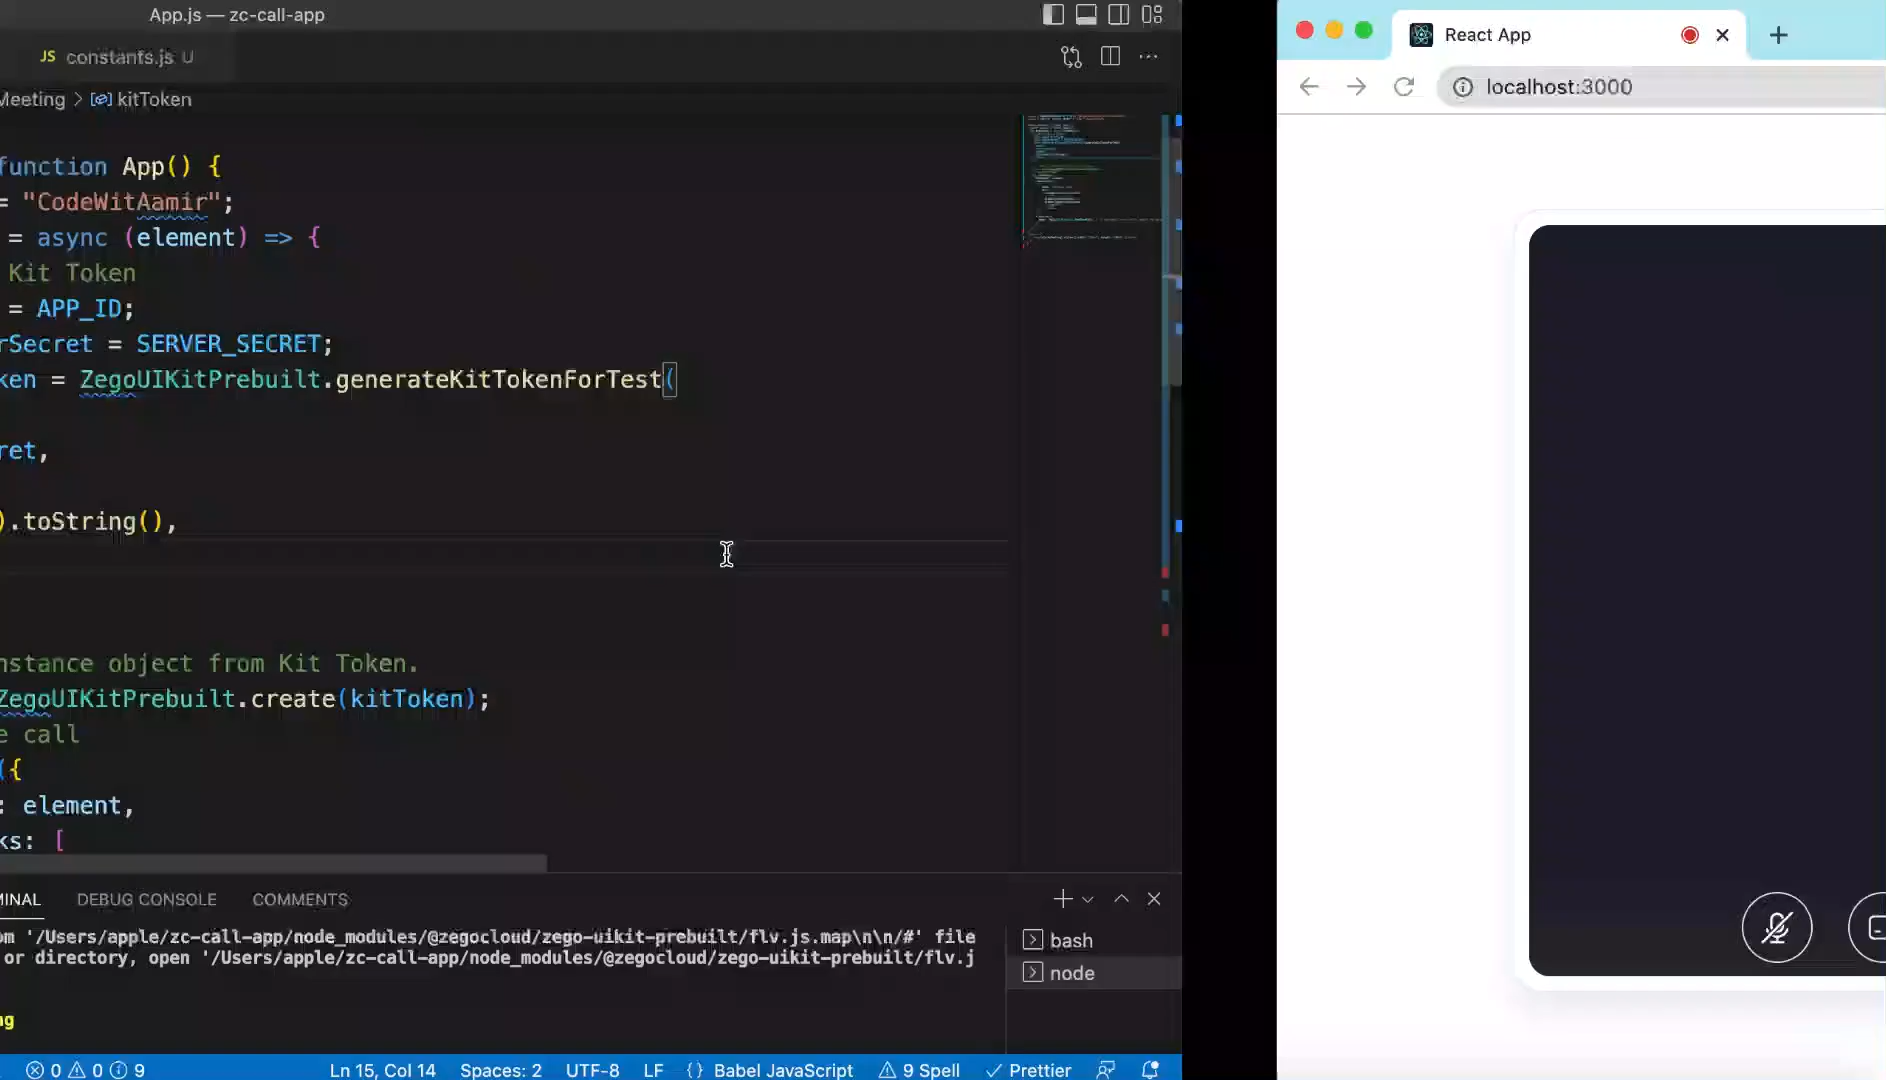 App.js — zc-call-app
JS constants.js U
Meeting > kitToken
function App() {
= "CodeWitAamir";
= async (element) => {
Kit Token
= APP_ID;
rSecret = SERVER_SECRET;
ken = ZegoUIKitPrebuilt.generateKitTokenForTest(
ret,
).toString(),
nstance object from Kit Token.
ZegoUIKitPrebuilt.create(kitToken);
e call
({
: element,
ks: [
MINAL DEBUG CONSOLE COMMENTS
om '/Users/apple/zc-call-app/node_modules/@zegocloud/zego-uikit-prebuilt/flv.js.map\n\n/#' file
or directory, open '/Users/apple/zc-call-app/node_modules/@zegocloud/zego-uikit-prebuilt/flv.j
ng
bash
node
0 0 9 Ln 15, Col 14 Spaces: 2 UTF-8 LF {} Babel JavaScript 9 Spell Prettier
React App
localhost:3000